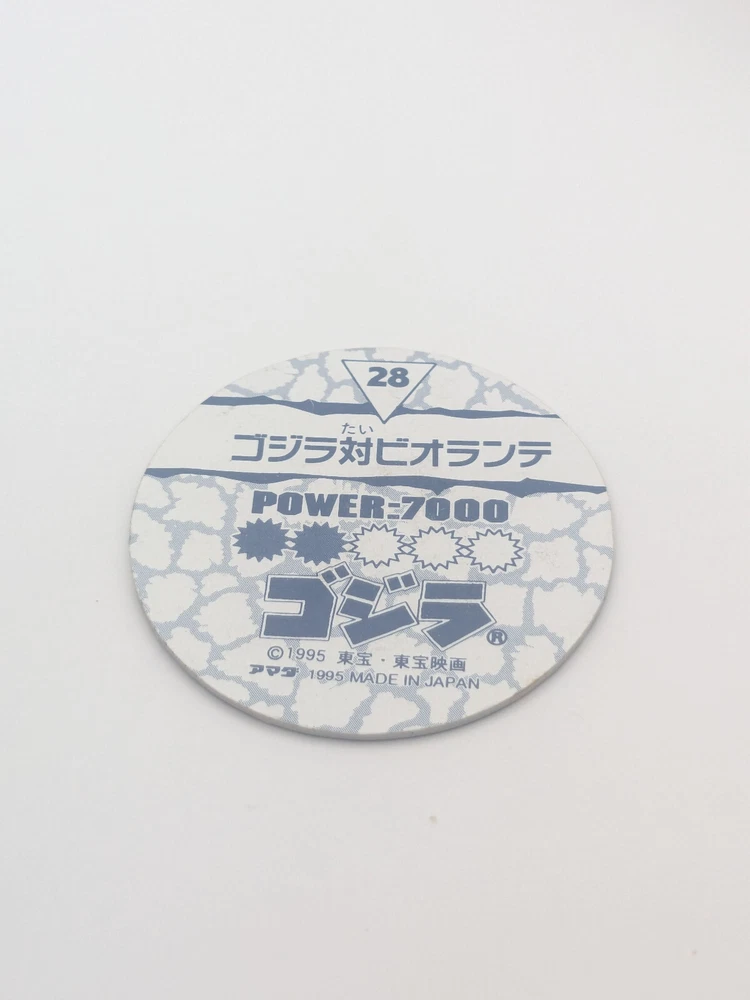 28
たい
ゴジラ対ビオランテ
POWER=7000
ゴジラ®
©1995 東宝・東宝映画
アマダ 1995 MADE IN JAPAN